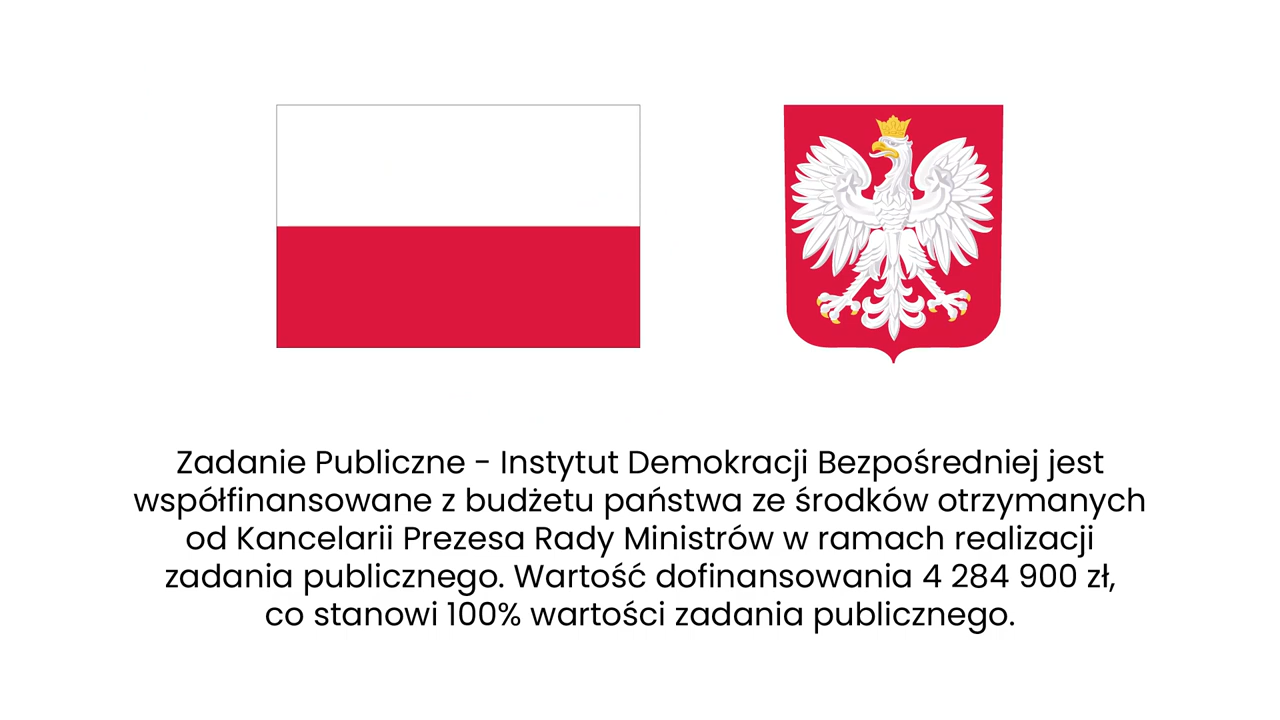 Zadanie Publiczne - Instytut Demokracji Bezpośredniej jest
współfinansowane z budżetu państwa ze środków otrzymanych
od Kancelarii Prezesa Rady Ministrów w ramach realizacji
zadania publicznego. Wartość dofinansowania 4 284 900 zł,
co stanowi 100% wartości zadania publicznego.